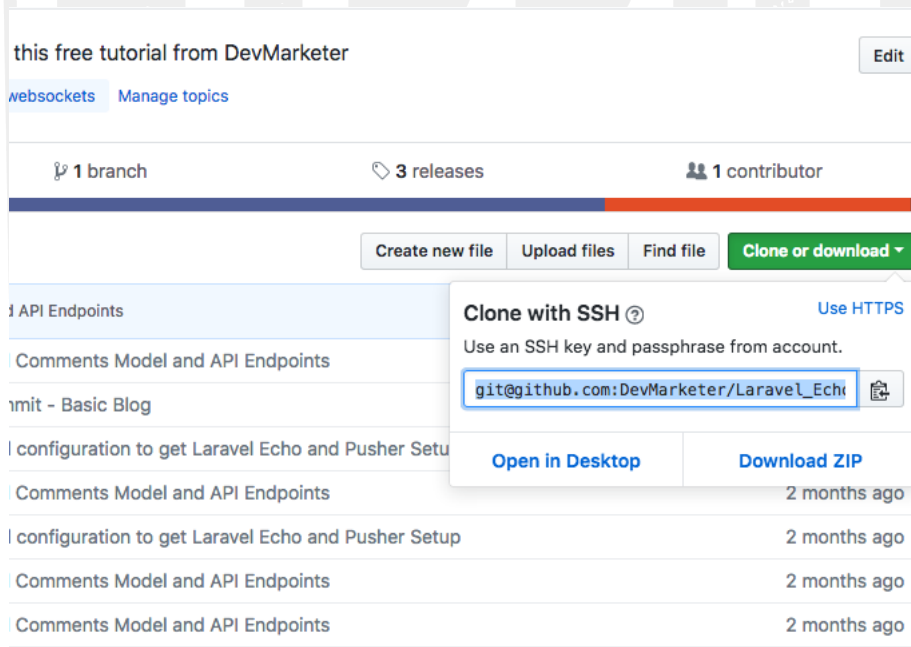 this free tutorial from DevMarketer
Edit
websockets Manage topics
1 branch 3 releases 1 contributor
Create new file Upload files Find file Clone or download
API Endpoints
Clone with SSH Use HTTPS
Use an SSH key and passphrase from account.
git@github.com:DevMarketer/Laravel_Echo
Open in Desktop Download ZIP
Comments Model and API Endpoints
mmit - Basic Blog
configuration to get Laravel Echo and Pusher Setu
Comments Model and API Endpoints 2 months ago
configuration to get Laravel Echo and Pusher Setup 2 months ago
Comments Model and API Endpoints 2 months ago
Comments Model and API Endpoints 2 months ago